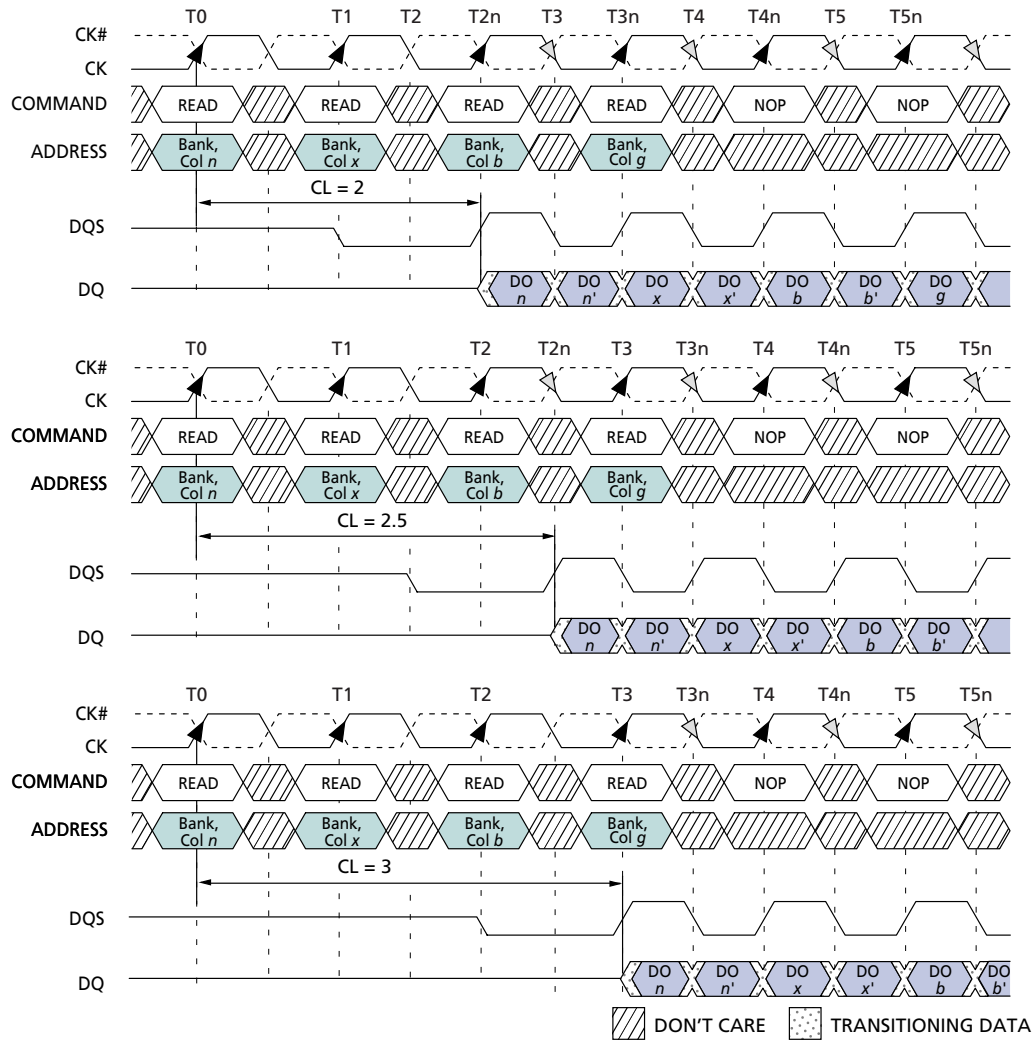 T0 T1 T2 T2n T3 T3n T4 T4n T5 T5n
CK#
CK
COMMAND READ READ READ READ NOP NOP
ADDRESS Bank, Col n Bank, Col x Bank, Col b Bank, Col g
CL = 2
DQS
DQ DO n DO n' DO x DO x' DO b DO b' DO g
T0 T1 T2 T2n T3 T3n T4 T4n T5 T5n
CK#
CK
COMMAND READ READ READ READ NOP NOP
ADDRESS Bank, Col n Bank, Col x Bank, Col b Bank, Col g
CL = 2.5
DQS
DQ DO n DO n' DO x DO x' DO b DO b'
T0 T1 T2 T3 T3n T4 T4n T5 T5n
CK#
CK
COMMAND READ READ READ READ NOP NOP
ADDRESS Bank, Col n Bank, Col x Bank, Col b Bank, Col g
CL = 3
DQS
DQ DO n DO n' DO x DO x' DO b DO b'
DON'T CARE TRANSITIONING DATA